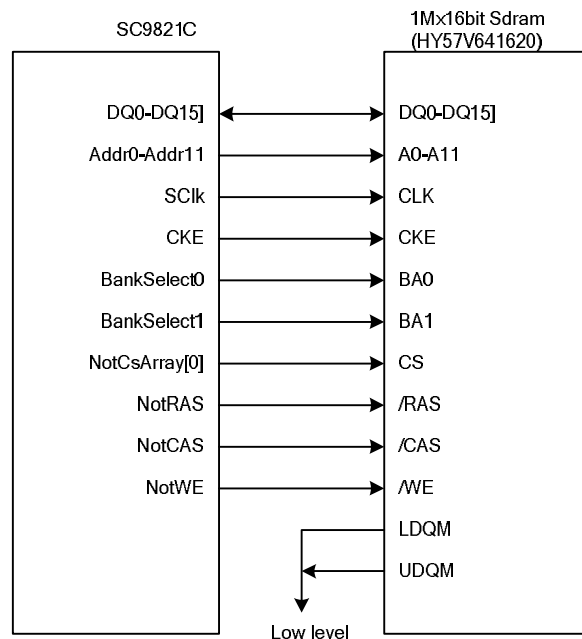 SC9821C
1Mx16bit Sdram
(HY57V641620)
DQ0-DQ15] DQ0-DQ15]
Addr0-Addr11 A0-A11
SClk CLK
CKE CKE
BankSelect0 BA0
BankSelect1 BA1
NotCsArray[0] CS
NotRAS /RAS
NotCAS /CAS
NotWE /WE
LDQM
UDQM
Low level